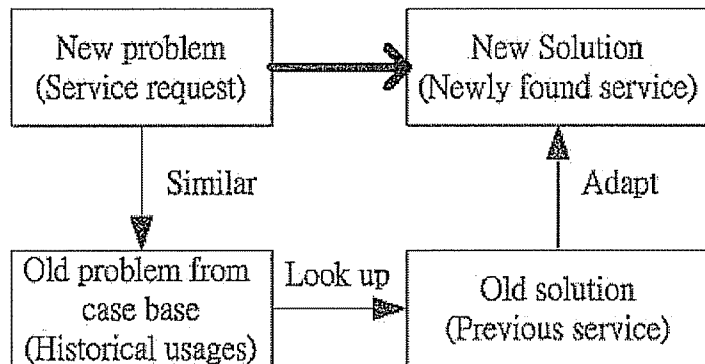 New problem
(Service request)
New Solution
(Newly found service)
Similar
Adapt
Old problem from
case base
(Historical usages)
Look up
Old solution
(Previous service)